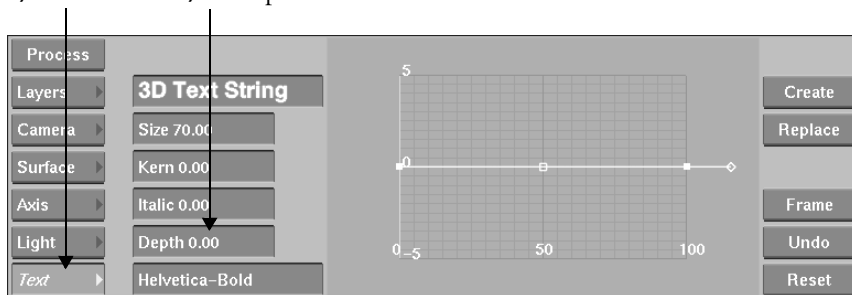 Process
Layers
Camera
Surface
Axis
Light
Text
3D Text String
Size 70.00
Kern 0.00
Italic 0.00
Depth 0.00
Helvetica-Bold
5
0
0 -5 50 100
Create
Replace
Frame
Undo
Reset